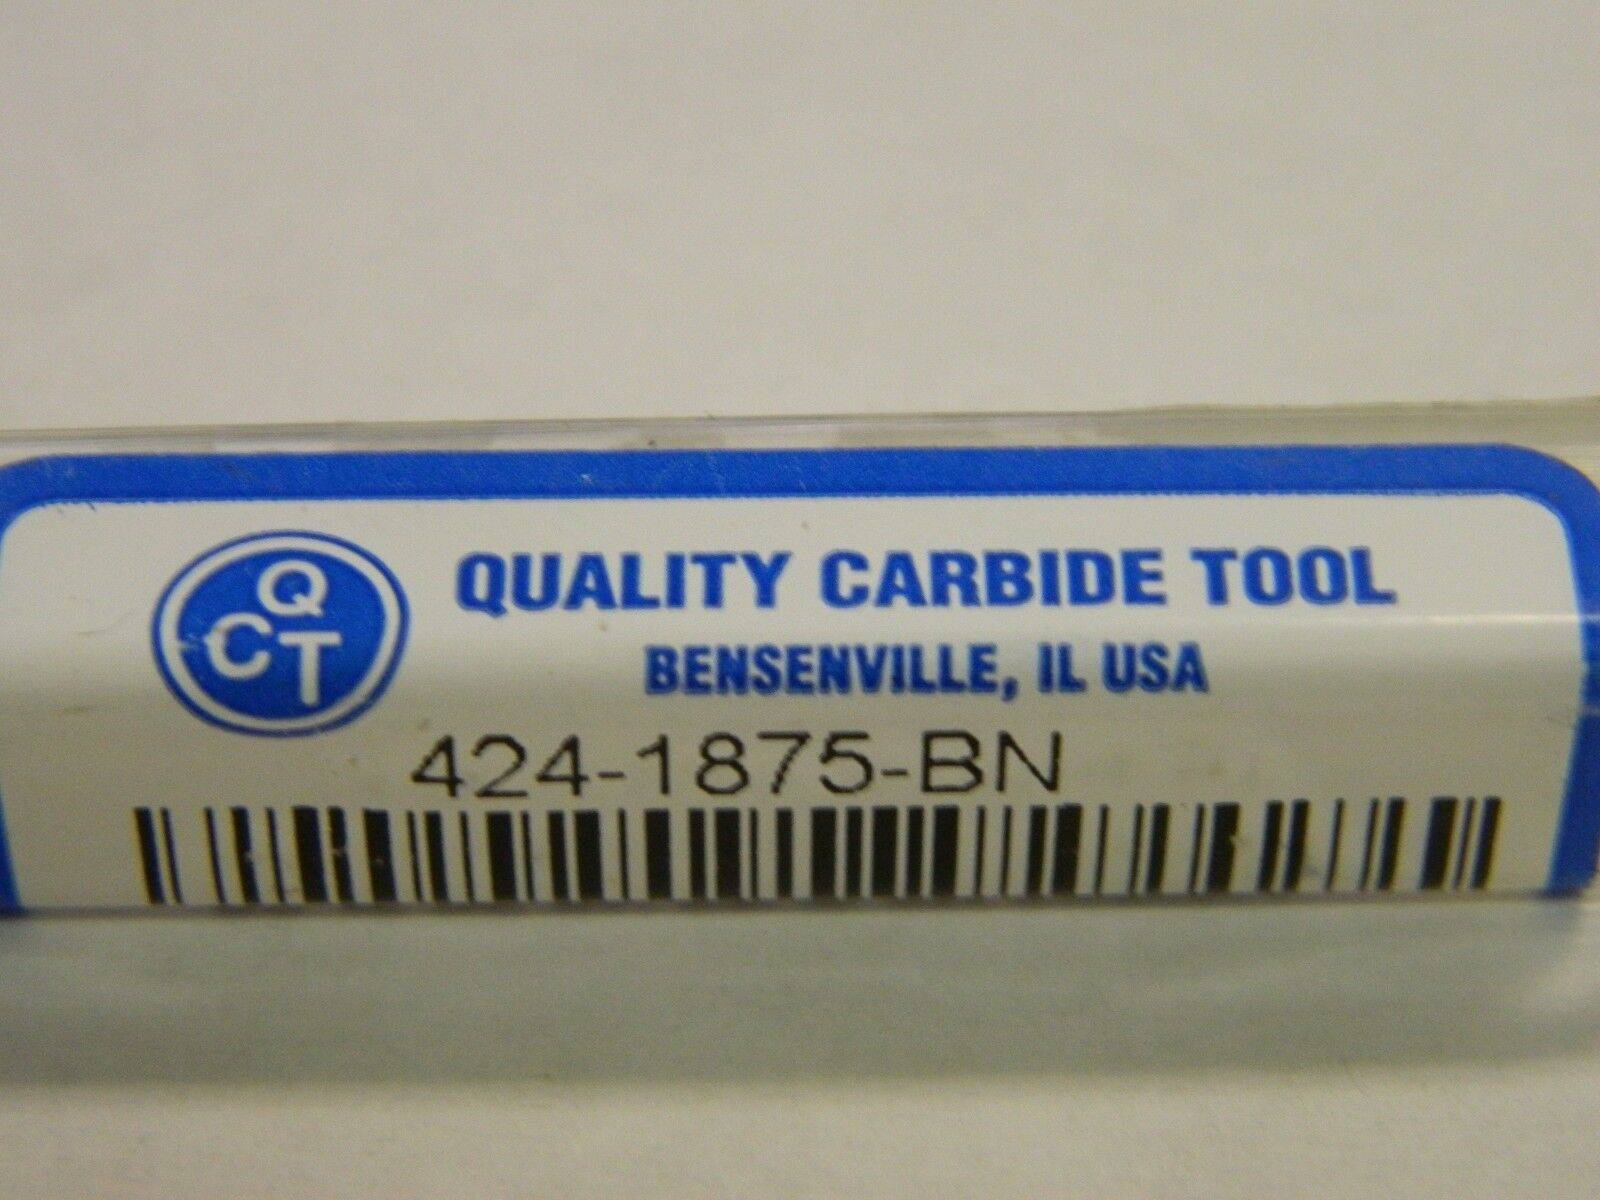 QCT
QUALITY CARBIDE TOOL
BENSENVILLE, IL USA
424-1875-BN